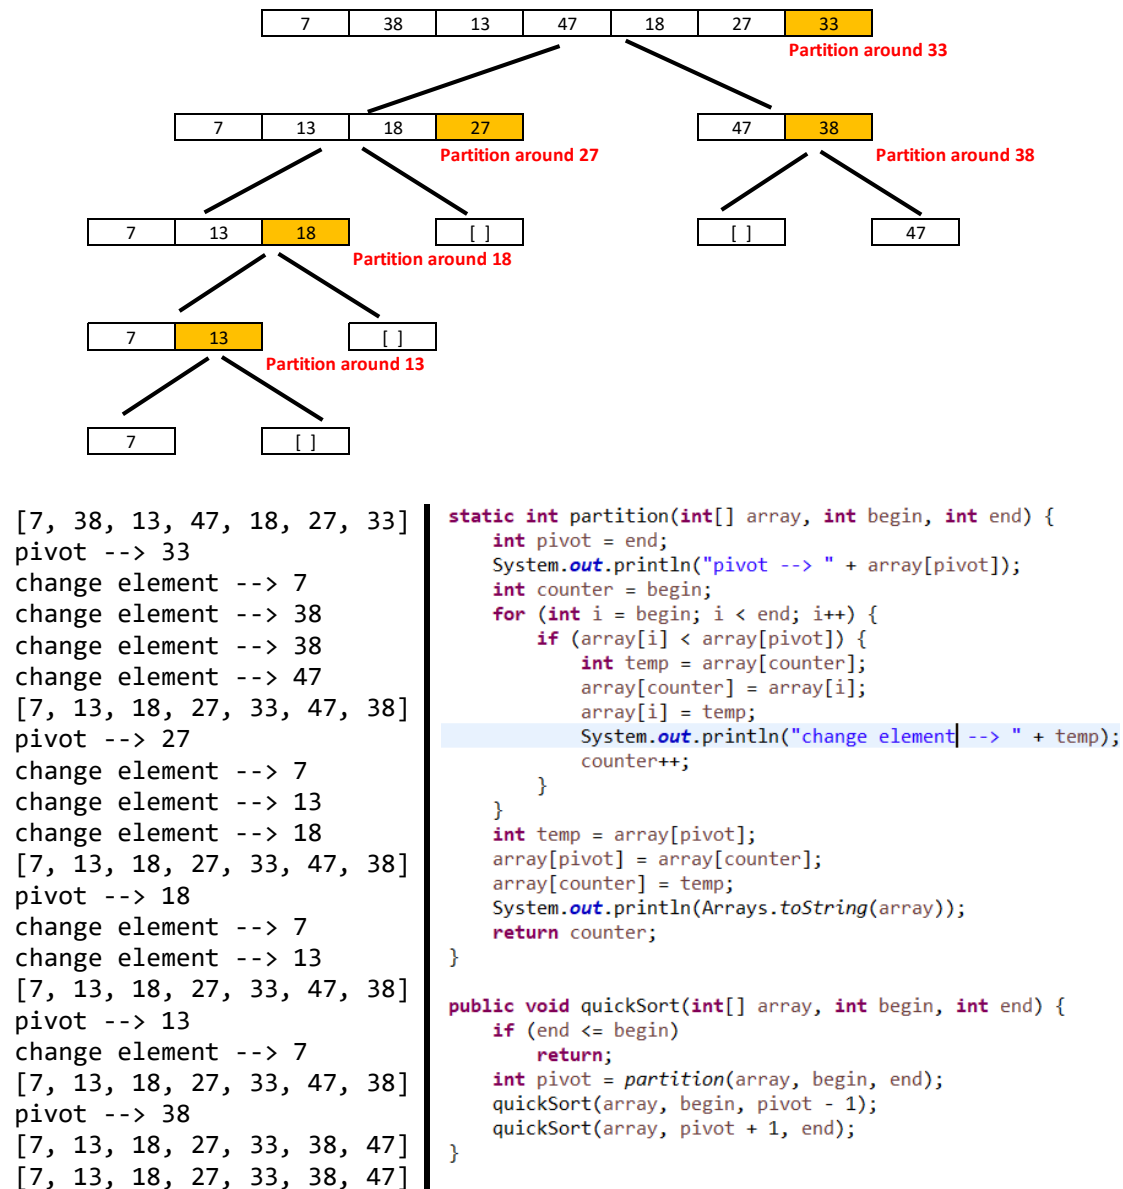 7 38 13 47 18 27 33
Partition around 33
7 13 18 27 47 38
Partition around 27 Partition around 38
7 13 18 [ ] [ ] 47
Partition around 18
7 13 [ ]
Partition around 13
7 [ ]
[7, 38, 13, 47, 18, 27, 33]
pivot --> 33
change element --> 7
change element --> 38
change element --> 38
change element --> 47
[7, 13, 18, 27, 33, 47, 38]
pivot --> 27
change element --> 7
change element --> 13
change element --> 18
[7, 13, 18, 27, 33, 47, 38]
pivot --> 18
change element --> 7
change element --> 13
[7, 13, 18, 27, 33, 47, 38]
pivot --> 13
change element --> 7
[7, 13, 18, 27, 33, 47, 38]
pivot --> 38
[7, 13, 18, 27, 33, 38, 47]
[7, 13, 18, 27, 33, 38, 47]
static int partition(int[] array, int begin, int end) {
    int pivot = end;
    System.out.println("pivot --> " + array[pivot]);
    int counter = begin;
    for (int i = begin; i < end; i++) {
        if (array[i] < array[pivot]) {
            int temp = array[counter];
            array[counter] = array[i];
            array[i] = temp;
            System.out.println("change element --> " + temp);
            counter++;
        }
    }
    int temp = array[pivot];
    array[pivot] = array[counter];
    array[counter] = temp;
    System.out.println(Arrays.toString(array));
    return counter;
}
public void quickSort(int[] array, int begin, int end) {
    if (end <= begin)
        return;
    int pivot = partition(array, begin, end);
    quickSort(array, begin, pivot - 1);
    quickSort(array, pivot + 1, end);
}